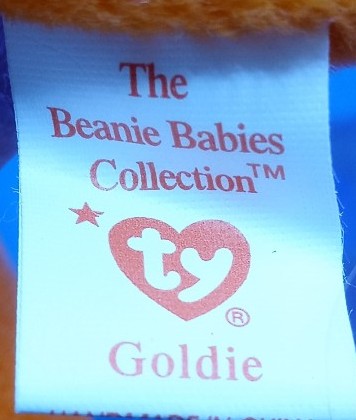 The
Beanie Babies
Collection™
ty
®
Goldie